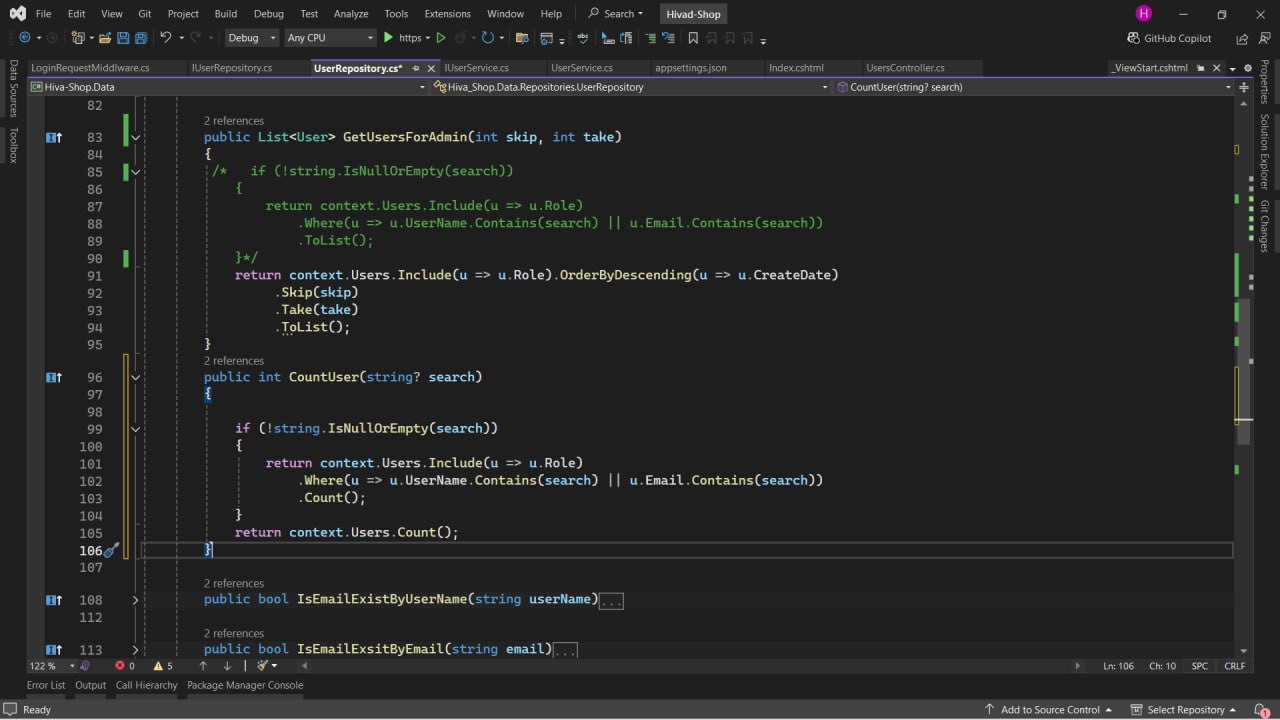 File Edit View Git Project Build Debug Test Analyze Tools Extensions Window Help Search Hivad-Shop H
Debug Any CPU https GitHub Copilot
LoginRequestMiddlware.cs IUserRepository.cs UserRepository.cs* IUserService.cs UserService.cs appsettings.json Index.cshtml UsersController.cs _ViewStart.cshtml
Hiva-Shop.Data Hiva_Shop.Data.Repositories.UserRepository CountUser(string? search)
Data Sources
Toolbox
Properties
Solution Explorer
Git Changes
82
2 references
83 public List<User> GetUsersForAdmin(int skip, int take)
84 {
85 /* if (!string.IsNullOrEmpty(search))
86 {
87 return context.Users.Include(u => u.Role)
88 .Where(u => u.UserName.Contains(search) || u.Email.Contains(search))
89 .ToList();
90 }*/
91 return context.Users.Include(u => u.Role).OrderByDescending(u => u.CreateDate)
92 .Skip(skip)
93 .Take(take)
94 .ToList();
95 }
2 references
96 public int CountUser(string? search)
97 {
98
99 if (!string.IsNullOrEmpty(search))
100 {
101 return context.Users.Include(u => u.Role)
102 .Where(u => u.UserName.Contains(search) || u.Email.Contains(search))
103 .Count();
104 }
105 return context.Users.Count();
106 }
107
2 references
108 public bool IsEmailExistByUserName(string userName)...
112
2 references
113 public bool IsEmailExsitByEmail(string email)...
122 % 0 5 Ln: 106 Ch: 10 SPC CRLF
Error List Output Call Hierarchy Package Manager Console
Ready Add to Source Control Select Repository 1